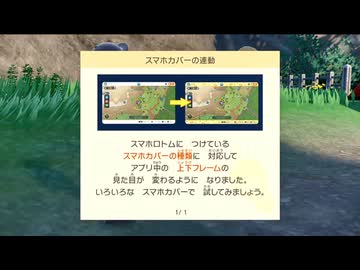 スマホカバーの連動
スマホロトムに つけている
スマホカバーの種類に 対応して
アプリ中の 上下フレームの
見た目が 変わるように なりました。
いろいろな スマホカバーで 試してみましょう。
1/1